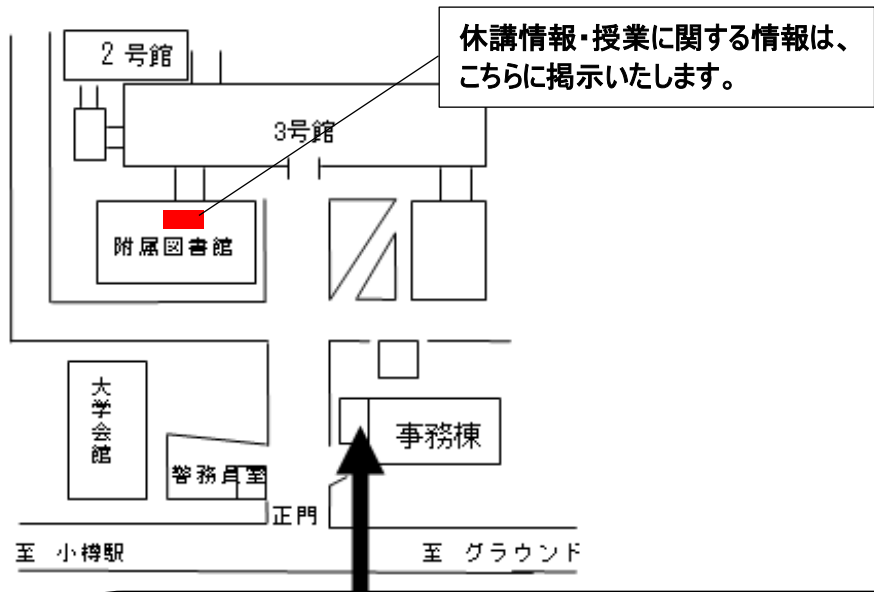 休講情報・授業に関する情報は、
こちらに掲示いたします。
2 号館
3号館
附属図書館
大学会館
警務員室
事務棟
正門
至 小樽駅
至 グラウンド